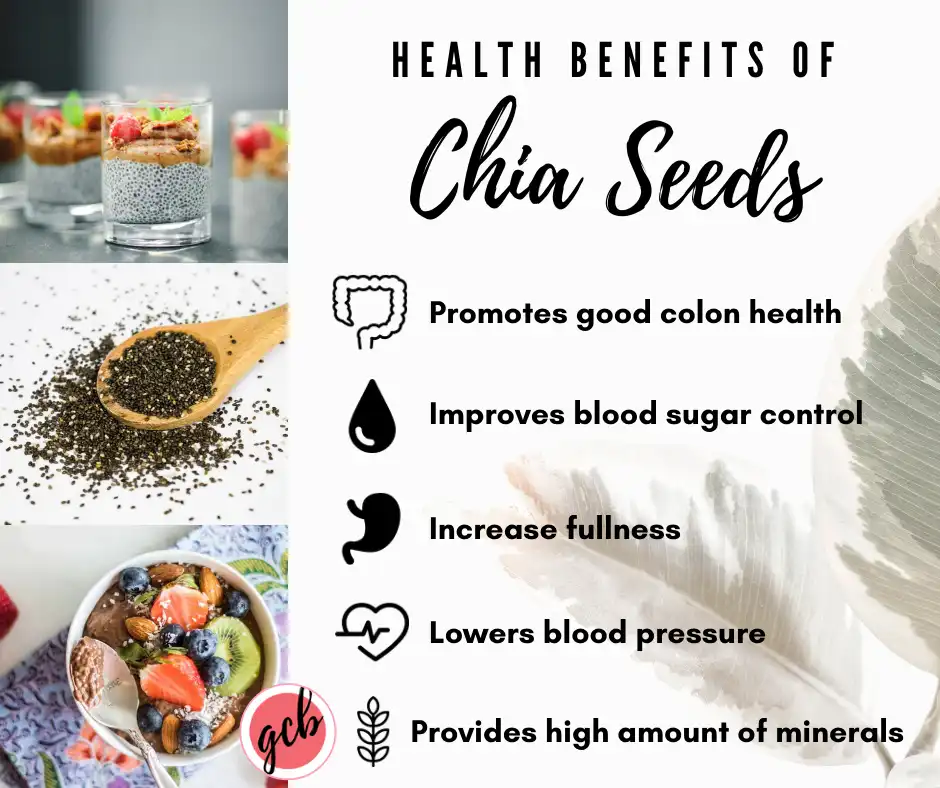 HEALTH BENEFITS OF
Chia Seeds
Promotes good colon health
Improves blood sugar control
Increase fullness
Lowers blood pressure
gcb
Provides high amount of minerals